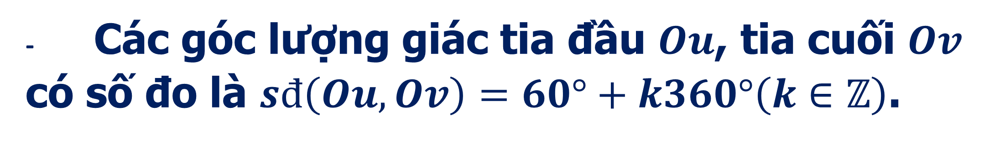 - Các góc lượng giác tia đầu Ou, tia cuối Ov
có số đo là sđ(Ou, Ov) = 60° + k360°(k ∈ ℤ).